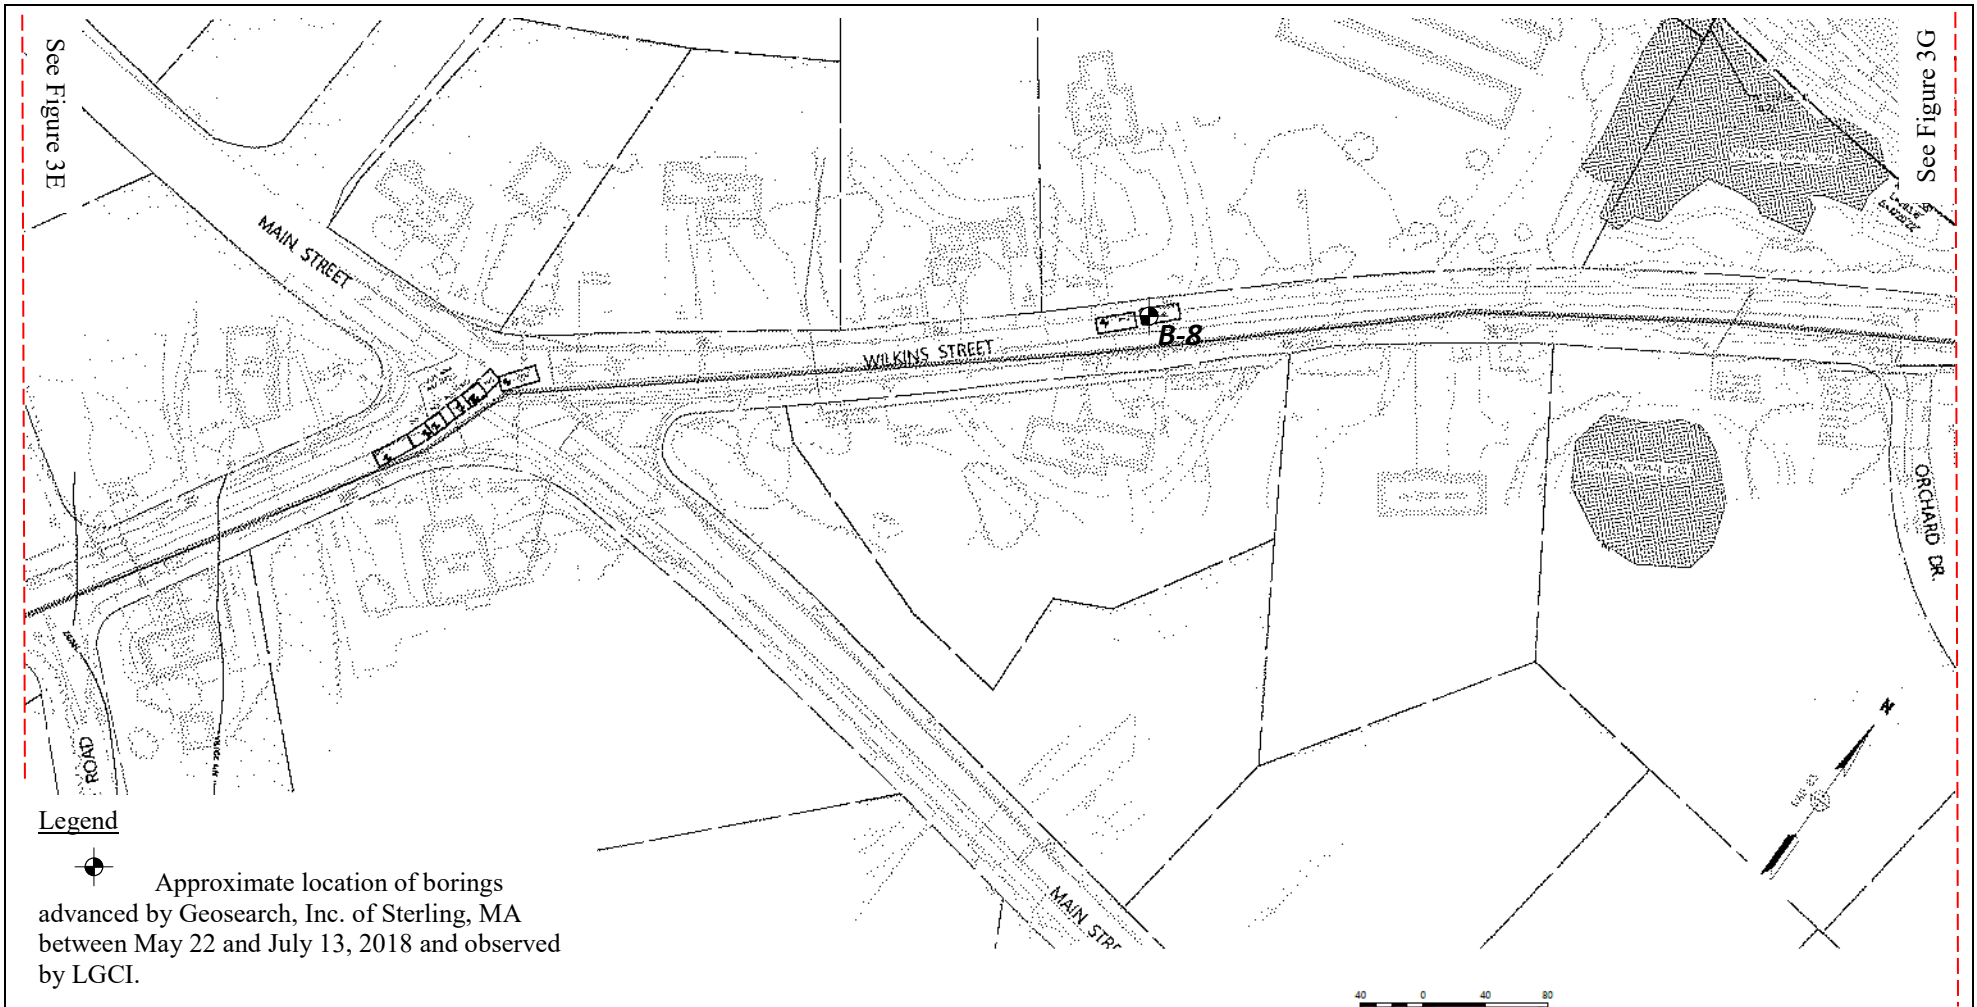 See Figure 3E
See Figure 3G
MAIN STREET
WILKINS STREET
B-8
ORCHARD DR.
ROAD
MAIN STRE
N
Legend
Approximate location of borings
advanced by Geosearch, Inc. of Sterling, MA
between May 22 and July 13, 2018 and observed
by LGCI.
40 0 40 80